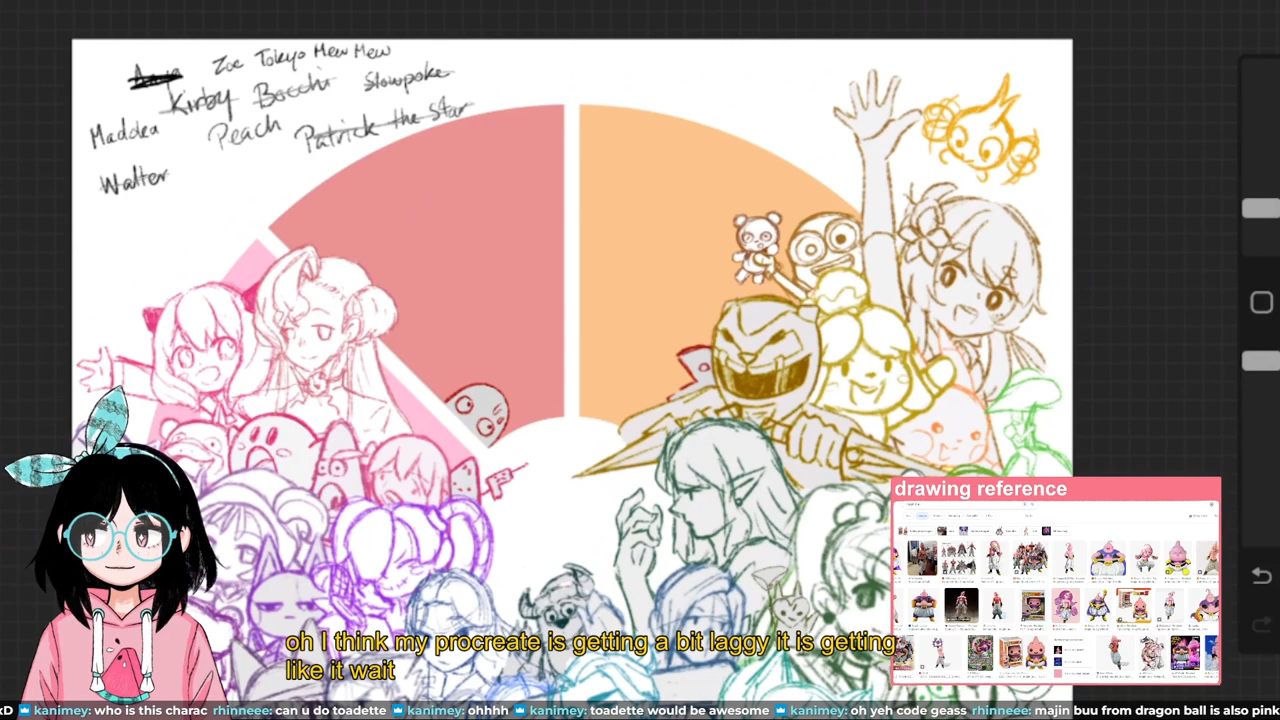 Zoe Tokyo Mew Mew
Kirby Bocchi Slowpoke
Maddea Peach Patrick the Star
Walter
drawing reference
oh i think my procreate is getting a bit laggy it is getting
like it wait
xD kanimey: who is this charac rhinneee: can u do toadette kanimey: ohhhh kanimey: toadette would be awesome kanimey: oh yeh code geass rhinneee: majin buu from dragon ball is also pink